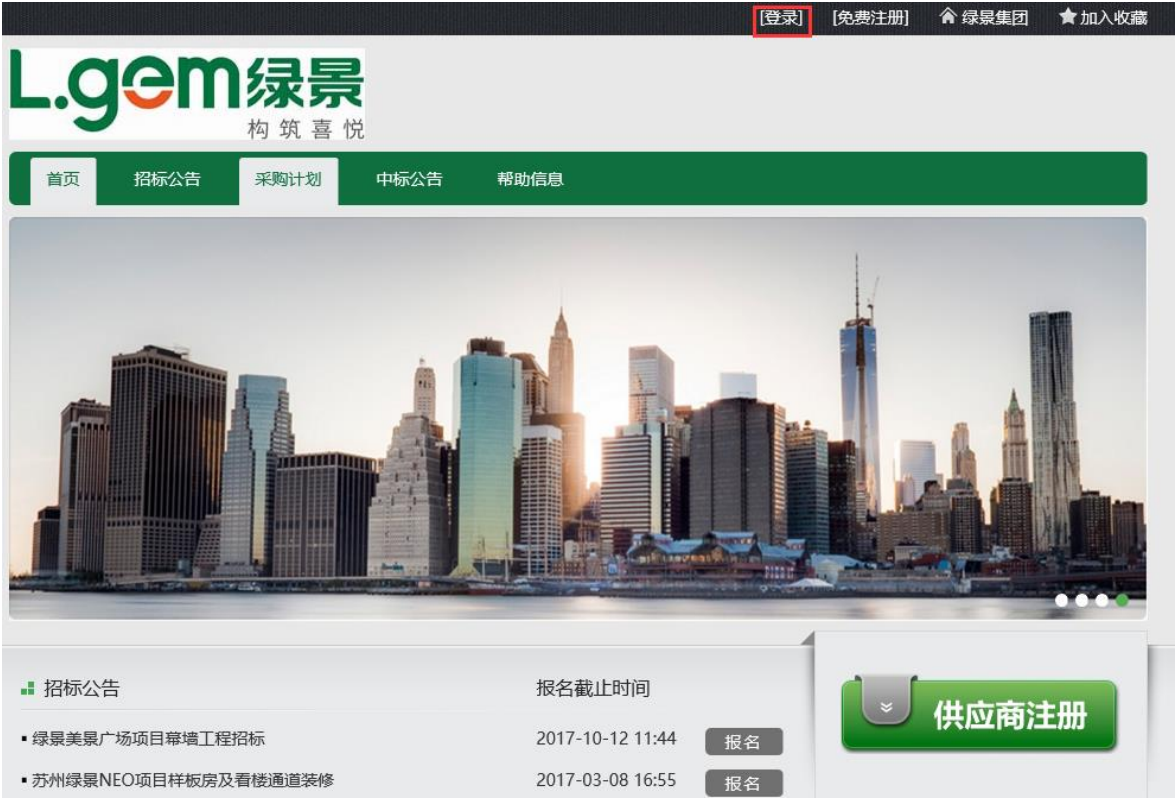 [登录] [免费注册] 绿景集团 加入收藏
L.gem绿景
构筑喜悦
首页 招标公告 采购计划 中标公告 帮助信息
招标公告 报名截止时间
供应商注册
绿景美景广场项目幕墙工程招标 2017-10-12 11:44 报名
苏州绿景NEO项目样板房及看楼通道装修 2017-03-08 16:55 报名